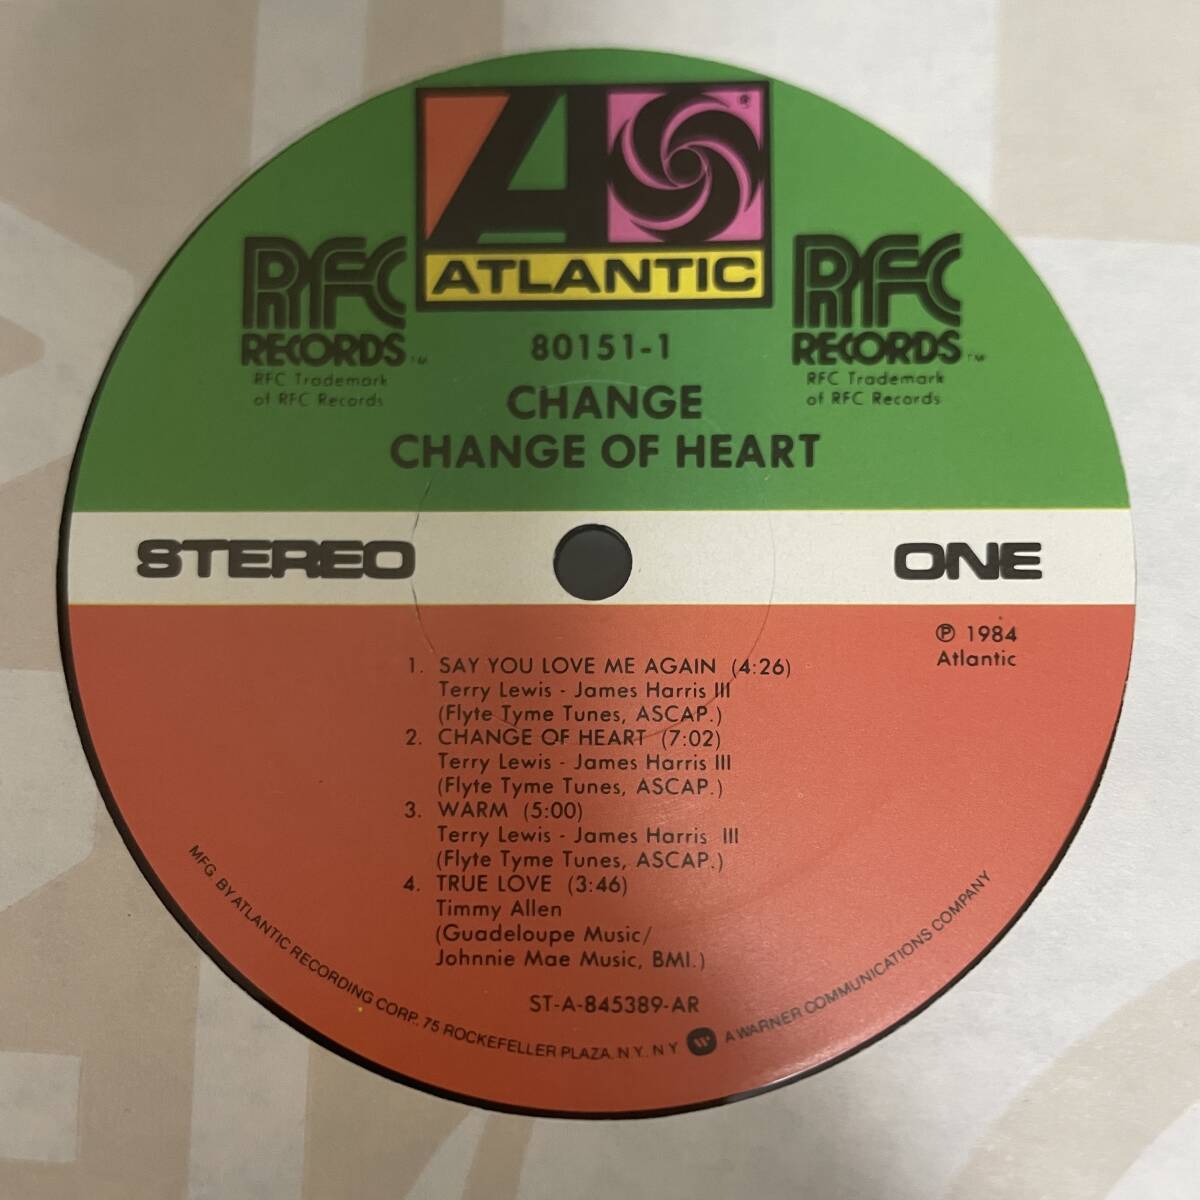 ATLANTIC
RFC
RECORDS™
RFC Trademark
of RFC Records
RFC
RECORDS™
RFC Trademark
of RFC Records
80151-1
CHANGE
CHANGE OF HEART
STEREO
ONE
℗ 1984
Atlantic
1. SAY YOU LOVE ME AGAIN (4:26)
Terry Lewis - James Harris III
(Flyte Tyme Tunes, ASCAP.)
2. CHANGE OF HEART (7:02)
Terry Lewis - James Harris III
(Flyte Tyme Tunes, ASCAP.)
3. WARM (5:00)
Terry Lewis - James Harris III
(Flyte Tyme Tunes, ASCAP.)
4. TRUE LOVE (3:46)
Timmy Allen
(Guadeloupe Music/
Johnnie Mae Music, BMI.)
ST-A-845389-AR
MFG. BY ATLANTIC RECORDING CORP., 75 ROCKEFELLER PLAZA, N.Y. N.Y. A WARNER COMMUNICATIONS COMPANY